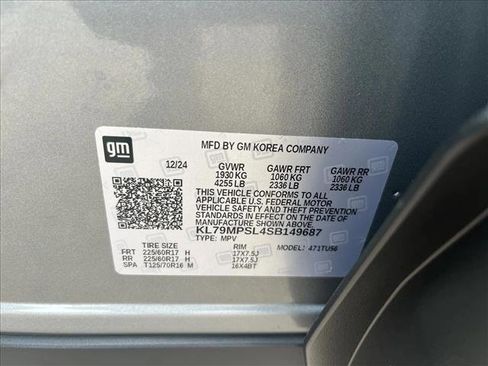 gm
MFD BY GM KOREA COMPANY
12/24 GVWR GAWR FRT GAWR RR
1930 KG 1060 KG 1060 KG
4255 LB 2336 LB 2336 LB
THIS VEHICLE CONFORMS TO ALL
APPLICABLE U.S. FEDERAL MOTOR
VEHICLE SAFETY, BUMPER, AND
THEFT PREVENTION STANDARDS IN
EFFECT ON THE DATE OF
MANUFACTURE SHOWN ABOVE.
KL79MPSL4SB149687
TYPE: MPV MODEL: 471TU56
TIRE SIZE RIM
FRT 225/60R17 H 17X7.5J
RR 225/60R17 H 17X7.5J
SPA T125/70R16 M 16X4BT